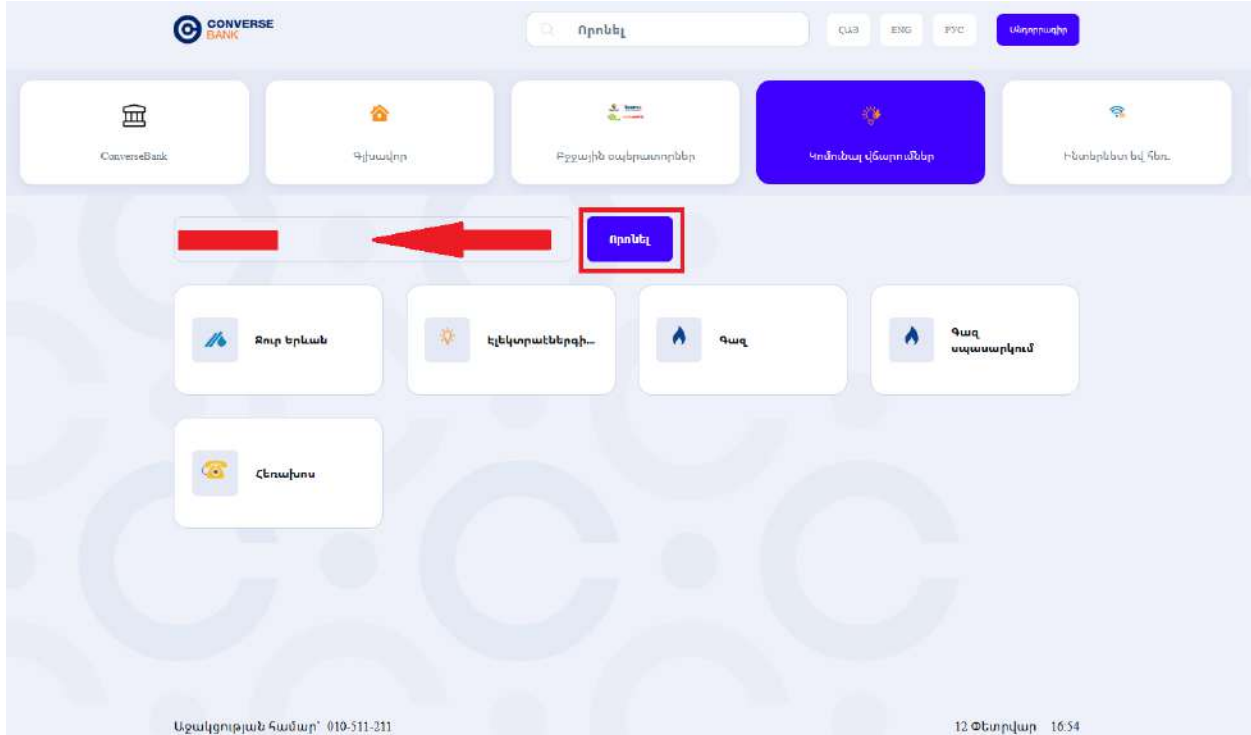 CONVERSE
BANK
Որոնել
ՀԱՅ
ENG
РУС
Անդորրագիր
ConverseBank
Գլխավոր
Բջջային օպերատորներ
Կոմունալ վճարումներ
Ինտերնետ եվ հեռ.
Որոնել
Ջուր Երևան
Էլեկտրաէներգի...
Գազ
Գազ
սպասարկում
Հեռախոս
Աջակցության համար՝ 010-511-211
12 Փետրվար 16:54